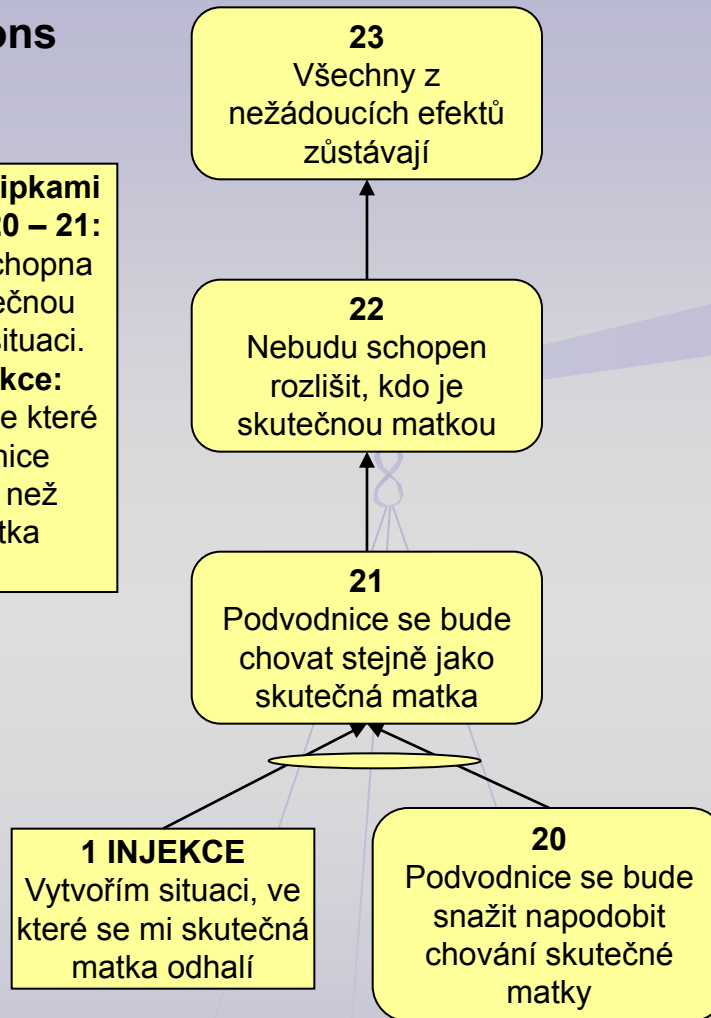 ons
23
Všechny z
nežádoucích efektů
zůstávají
ipkami
20 – 21:
chopna
ečnou
situaci.
kce:
e které
nice
než
tka
22
Nebudu schopen
rozlišit, kdo je
skutečnou matkou
21
Podvodnice se bude
chovat stejně jako
skutečná matka
1 INJEKCE
Vytvořím situaci, ve
které se mi skutečná
matka odhalí
20
Podvodnice se bude
snažit napodobit
chování skutečné
matky